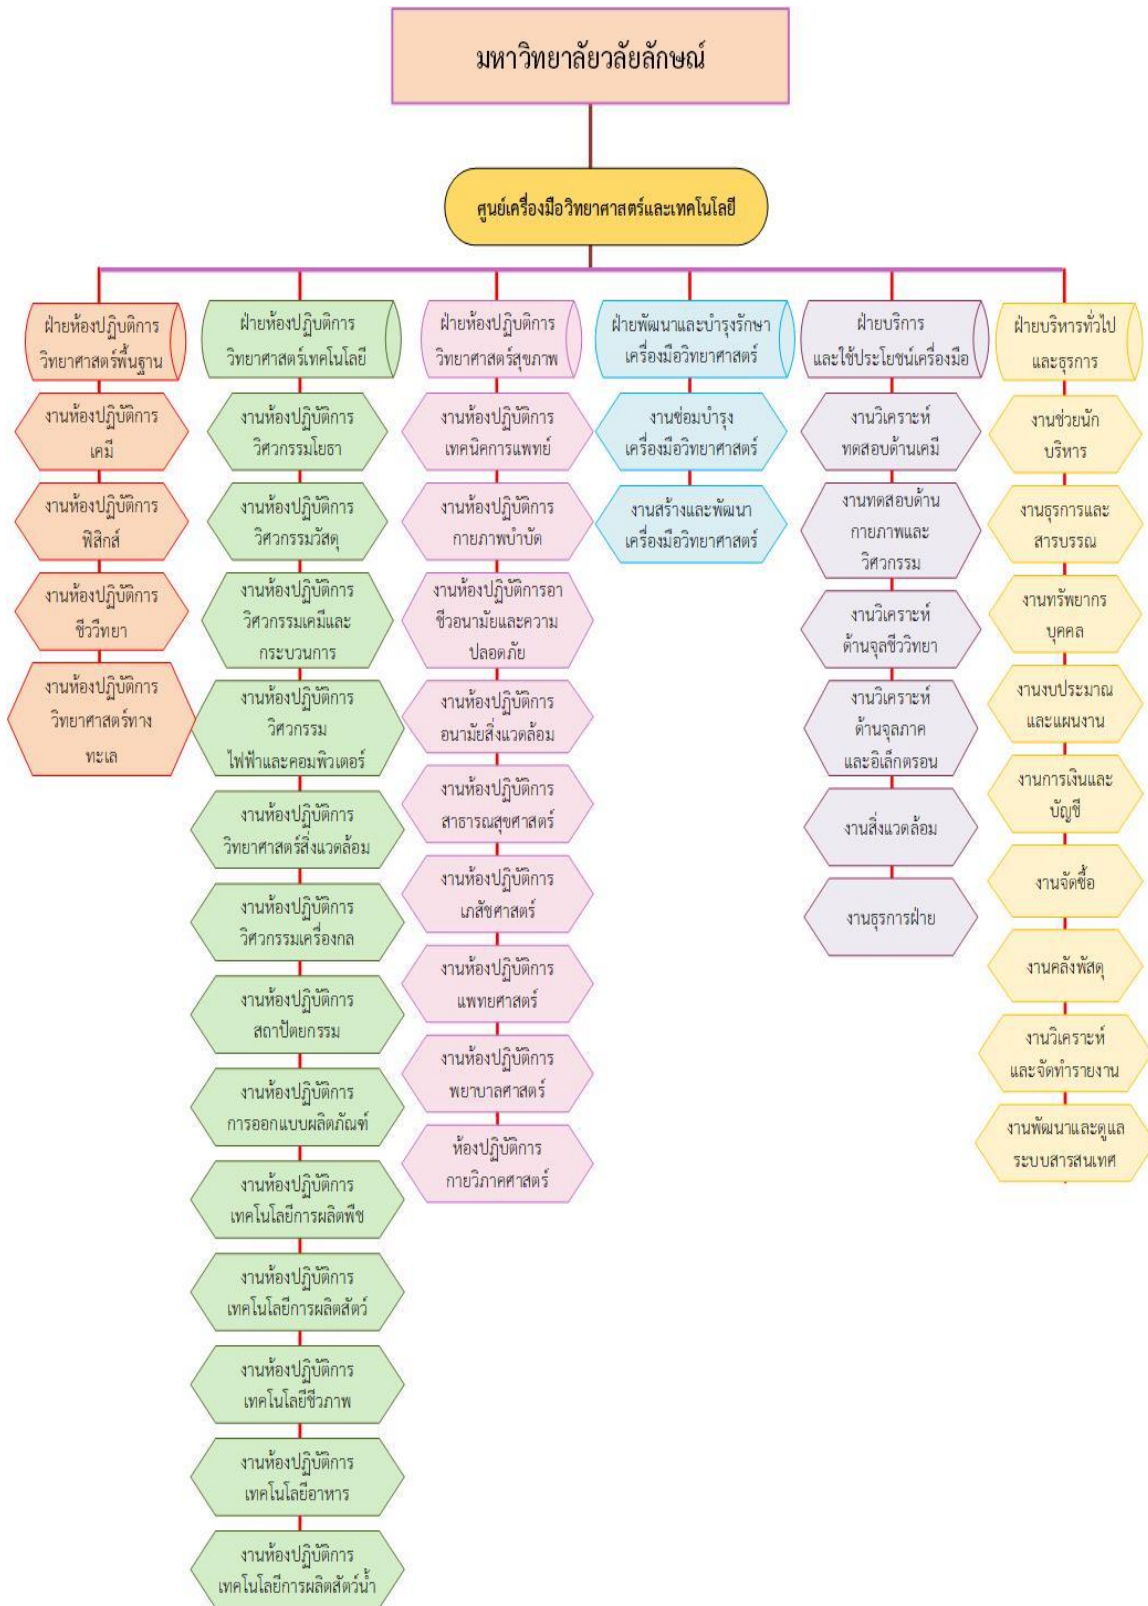 มหาวิทยาลัยวลัยลักษณ์
ศูนย์เครื่องมือวิทยาศาสตร์และเทคโนโลยี
ฝ่ายห้องปฏิบัติการ
วิทยาศาสตร์พื้นฐาน
งานห้องปฏิบัติการ
เคมี
งานห้องปฏิบัติการ
ฟิสิกส์
งานห้องปฏิบัติการ
ชีววิทยา
งานห้องปฏิบัติการ
วิทยาศาสตร์ทาง
ทะเล
ฝ่ายห้องปฏิบัติการ
วิทยาศาสตร์เทคโนโลยี
งานห้องปฏิบัติการ
วิศวกรรมโยธา
งานห้องปฏิบัติการ
วิศวกรรมวัสดุ
งานห้องปฏิบัติการ
วิศวกรรมเคมีและ
กระบวนการ
งานห้องปฏิบัติการ
วิศวกรรม
ไฟฟ้าและคอมพิวเตอร์
งานห้องปฏิบัติการ
วิทยาศาสตร์สิ่งแวดล้อม
งานห้องปฏิบัติการ
วิศวกรรมเครื่องกล
งานห้องปฏิบัติการ
สถาปัตยกรรม
งานห้องปฏิบัติการ
การออกแบบผลิตภัณฑ์
งานห้องปฏิบัติการ
เทคโนโลยีการผลิตพืช
งานห้องปฏิบัติการ
เทคโนโลยีการผลิตสัตว์
งานห้องปฏิบัติการ
เทคโนโลยีชีวภาพ
งานห้องปฏิบัติการ
เทคโนโลยีอาหาร
งานห้องปฏิบัติการ
เทคโนโลยีการผลิตสัตว์น้ำ
ฝ่ายห้องปฏิบัติการ
วิทยาศาสตร์สุขภาพ
งานห้องปฏิบัติการ
เทคนิคการแพทย์
งานห้องปฏิบัติการ
กายภาพบำบัด
งานห้องปฏิบัติการอา
ชีวอนามัยและความ
ปลอดภัย
งานห้องปฏิบัติการ
อนามัยสิ่งแวดล้อม
งานห้องปฏิบัติการ
สาธารณสุขศาสตร์
งานห้องปฏิบัติการ
เภสัชศาสตร์
งานห้องปฏิบัติการ
แพทยศาสตร์
งานห้องปฏิบัติการ
พยาบาลศาสตร์
ห้องปฏิบัติการ
กายวิภาคศาสตร์
ฝ่ายพัฒนาและบำรุงรักษา
เครื่องมือวิทยาศาสตร์
งานซ่อมบำรุง
เครื่องมือวิทยาศาสตร์
งานสร้างและพัฒนา
เครื่องมือวิทยาศาสตร์
ฝ่ายบริการ
และใช้ประโยชน์เครื่องมือ
งานวิเคราะห์
ทดสอบด้านเคมี
งานทดสอบด้าน
กายภาพและ
วิศวกรรม
งานวิเคราะห์
ด้านจุลชีววิทยา
งานวิเคราะห์
ด้านจุลภาค
และอิเล็กตรอน
งานสิ่งแวดล้อม
งานธุรการฝ่าย
ฝ่ายบริหารทั่วไป
และธุรการ
งานช่วยนัก
บริหาร
งานธุรการและ
สารบรรณ
งานทรัพยากร
บุคคล
งานงบประมาณ
และแผนงาน
งานการเงินและ
บัญชี
งานจัดซื้อ
งานคลังพัสดุ
งานวิเคราะห์
และจัดทำรายงาน
งานพัฒนาและดูแล
ระบบสารสนเทศ